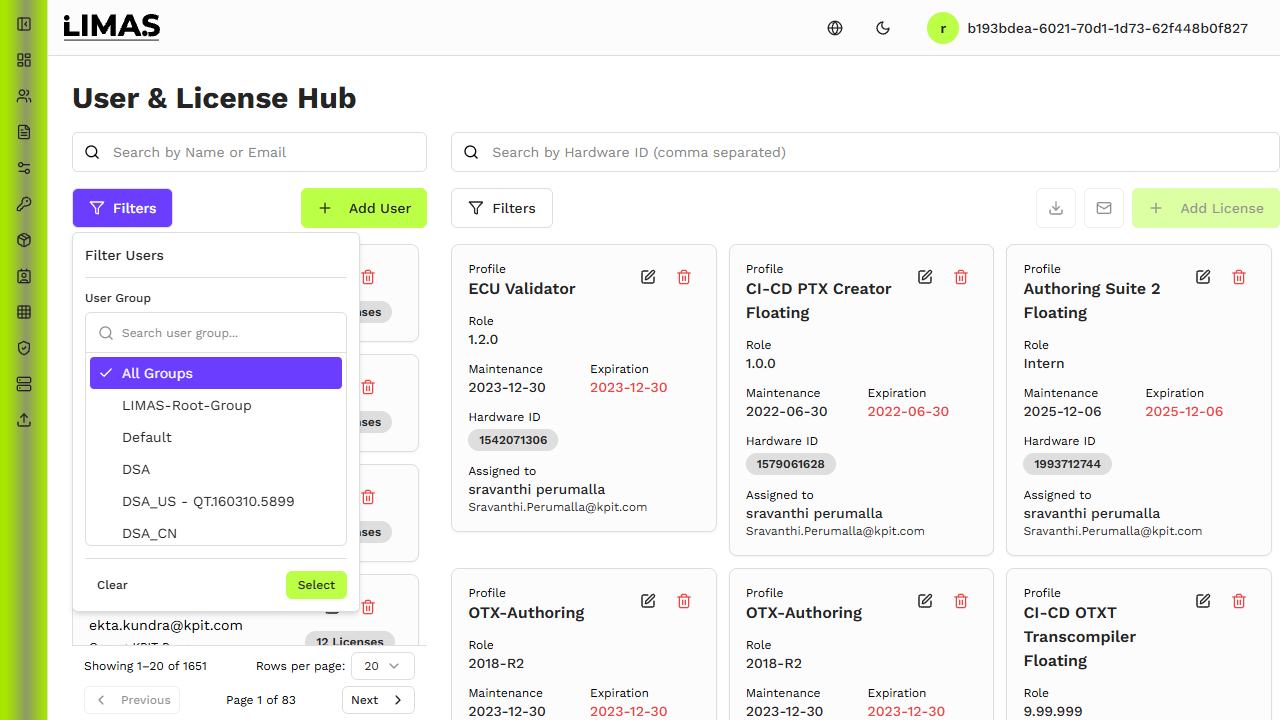 LIMAS
r
b193bdea-6021-70d1-1d73-62f448b0f827
User & License Hub
Search by Name or Email
Search by Hardware ID (comma separated)
Filters
Add User
Filters
Add License
Filter Users
User Group
Search user group...
All Groups
LIMAS-Root-Group
Default
DSA
DSA_US - QT.160310.5899
DSA_CN
Clear
Select
ekta.kundra@kpit.com
12 Licenses
Showing 1–20 of 1651
Rows per page:
20
Previous
Page 1 of 83
Next
Profile
ECU Validator
Role
1.2.0
Maintenance
Expiration
2023-12-30
2023-12-30
Hardware ID
1542071306
Assigned to
sravanthi perumalla
Sravanthi.Perumalla@kpit.com
Profile
CI-CD PTX Creator
Floating
Role
1.0.0
Maintenance
Expiration
2022-06-30
2022-06-30
Hardware ID
1579061628
Assigned to
sravanthi perumalla
Sravanthi.Perumalla@kpit.com
Profile
Authoring Suite 2
Floating
Role
Intern
Maintenance
Expiration
2025-12-06
2025-12-06
Hardware ID
1993712744
Assigned to
sravanthi perumalla
Sravanthi.Perumalla@kpit.com
Profile
OTX-Authoring
Role
2018-R2
Maintenance
Expiration
2023-12-30
2023-12-30
Profile
OTX-Authoring
Role
2018-R2
Maintenance
Expiration
2023-12-30
2023-12-30
Profile
CI-CD OTXT
Transcompiler
Floating
Role
9.99.999